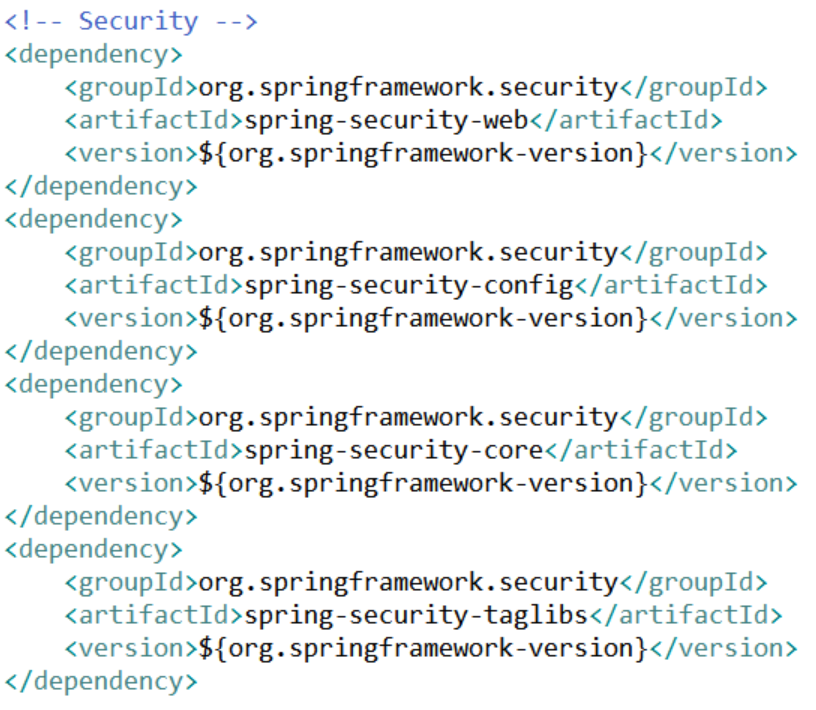 <!-- Security -->
<dependency>
    <groupId>org.springframework.security</groupId>
    <artifactId>spring-security-web</artifactId>
    <version>${org.springframework-version}</version>
</dependency>
<dependency>
    <groupId>org.springframework.security</groupId>
    <artifactId>spring-security-config</artifactId>
    <version>${org.springframework-version}</version>
</dependency>
<dependency>
    <groupId>org.springframework.security</groupId>
    <artifactId>spring-security-core</artifactId>
    <version>${org.springframework-version}</version>
</dependency>
<dependency>
    <groupId>org.springframework.security</groupId>
    <artifactId>spring-security-taglibs</artifactId>
    <version>${org.springframework-version}</version>
</dependency>